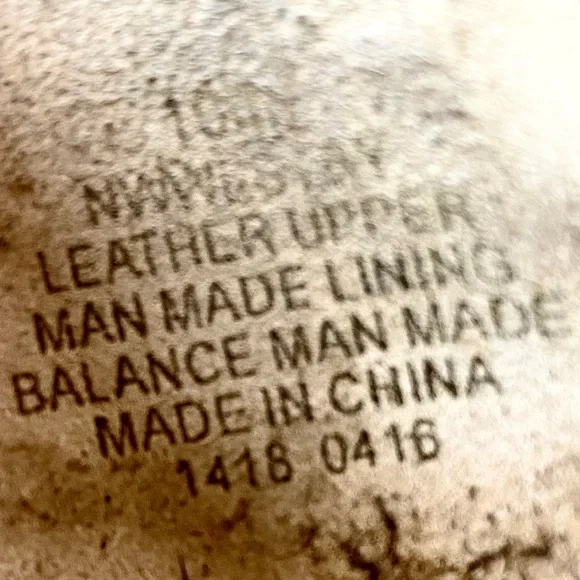 LEATHER UPPER
MAN MADE LINING
BALANCE MAN MADE
MADE IN CHINA
1418 0416